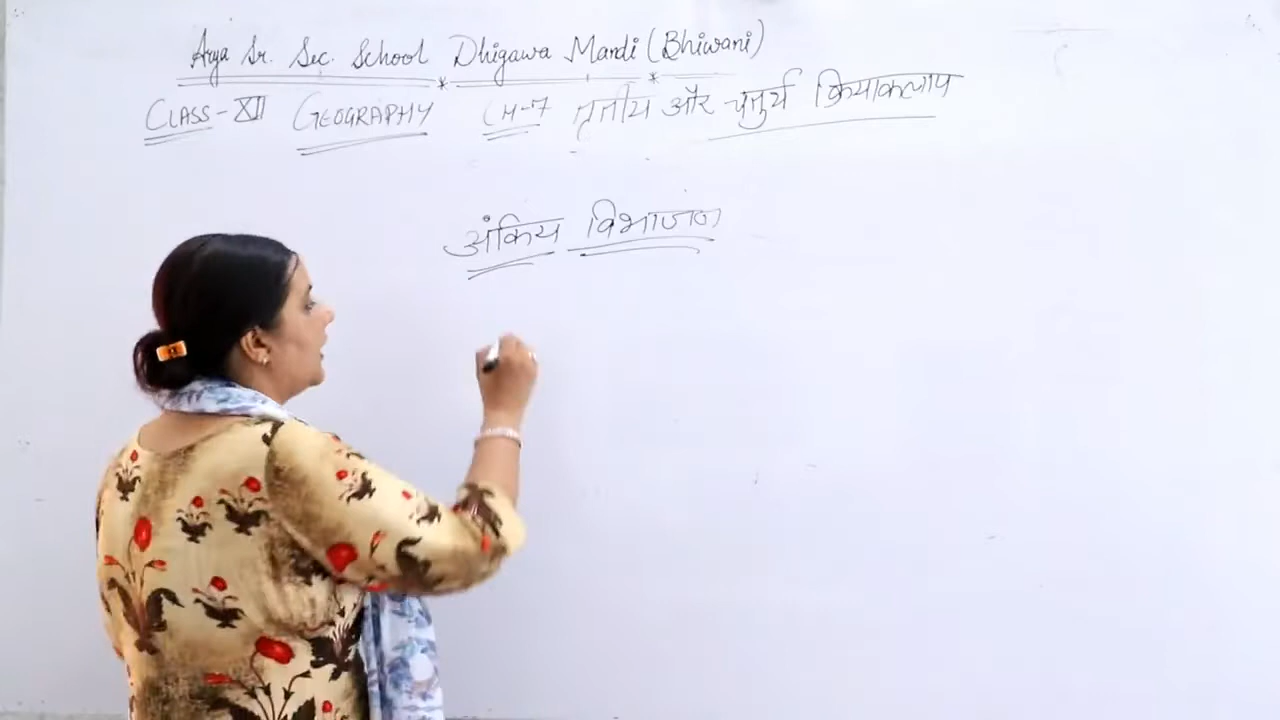 Arya Sr. Sec. School Dhigawa Mandi (Bhiwani)
CLASS-XII GEOGRAPHY CH-7 तृतीय और चतुर्थ क्रियाकलाप
अंकिय विभाजन